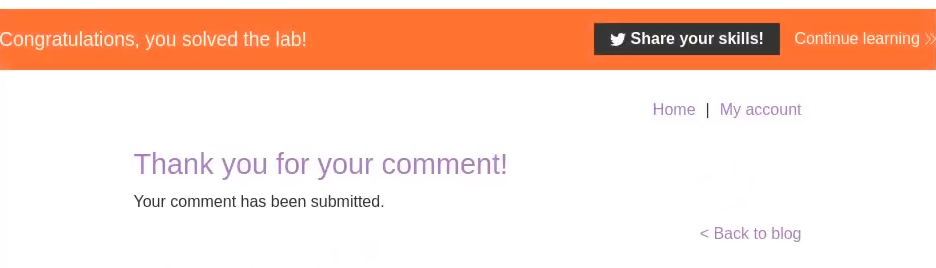 Congratulations, you solved the lab! Share your skills! Continue learning »
Home | My account
Thank you for your comment!
Your comment has been submitted.
< Back to blog